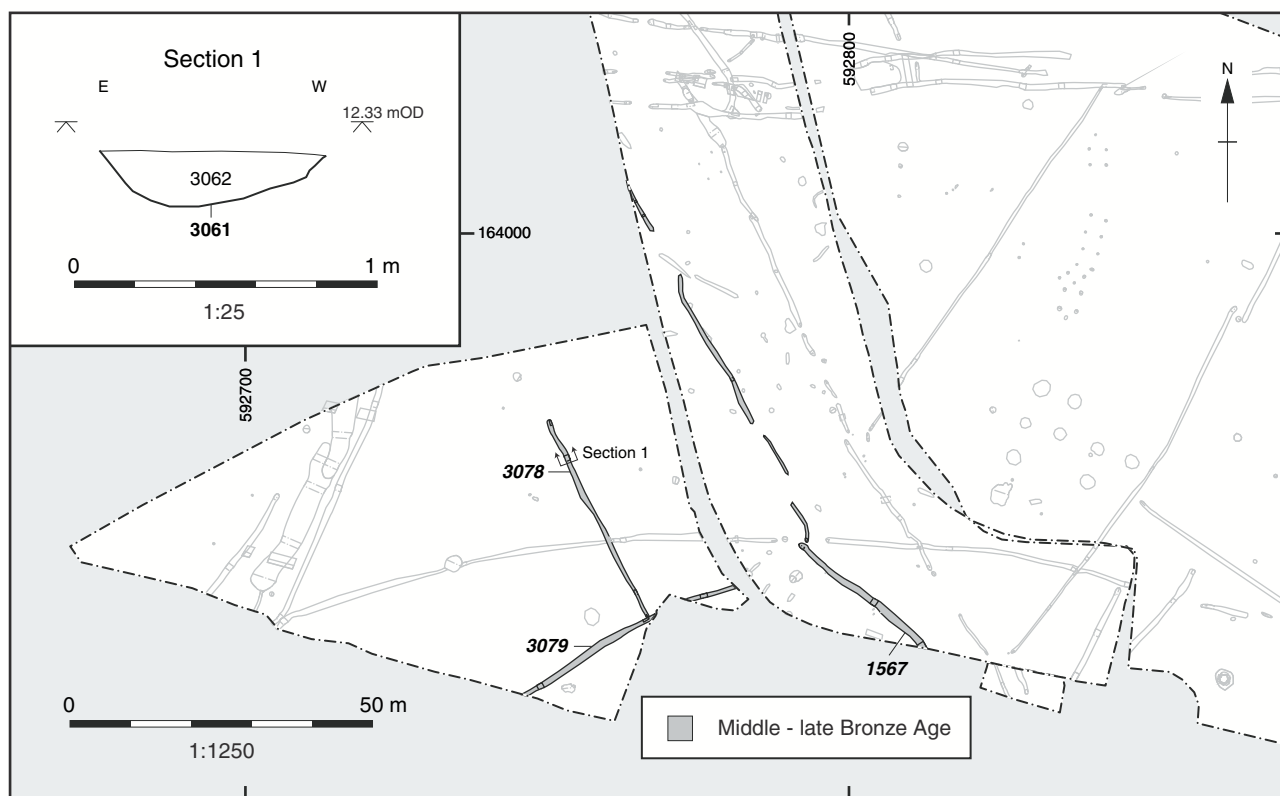 Section 1
E W
12.33 mOD
3062
3061
0 1 m
1:25
592800
N
164000
592700
Section 1
3078
3079
1567
0 50 m
1:1250
Middle - late Bronze Age